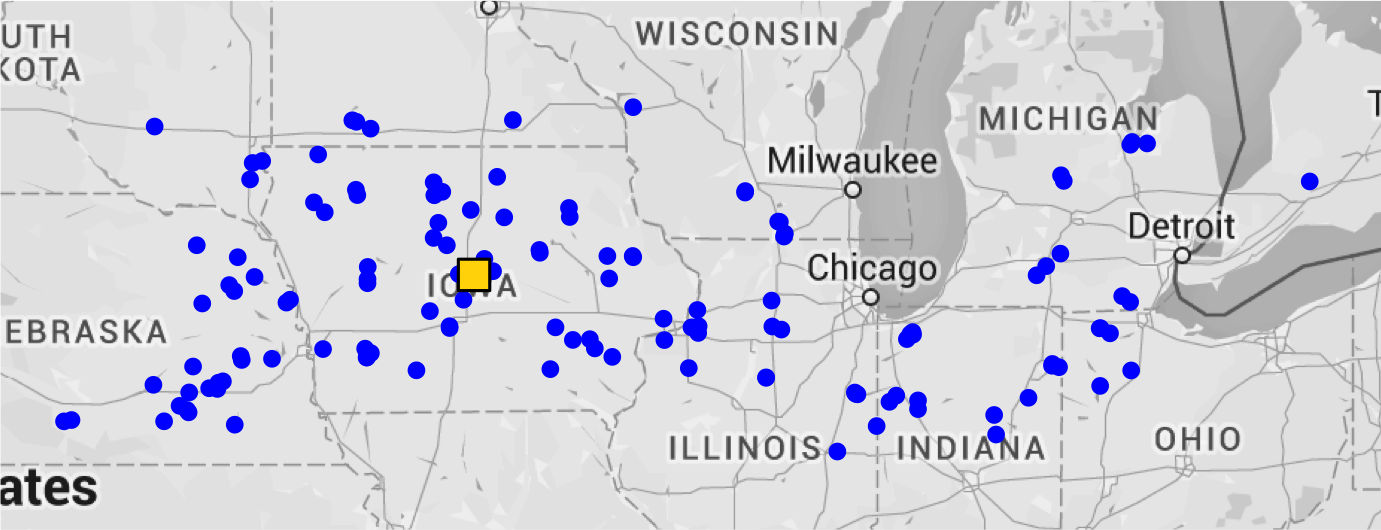 WISCONSIN
UTH
KOTA
T
MICHIGAN
Milwaukee
Detroit
Chicago
IOWA
EBRASKA
ILLINOIS
INDIANA
OHIO
ates